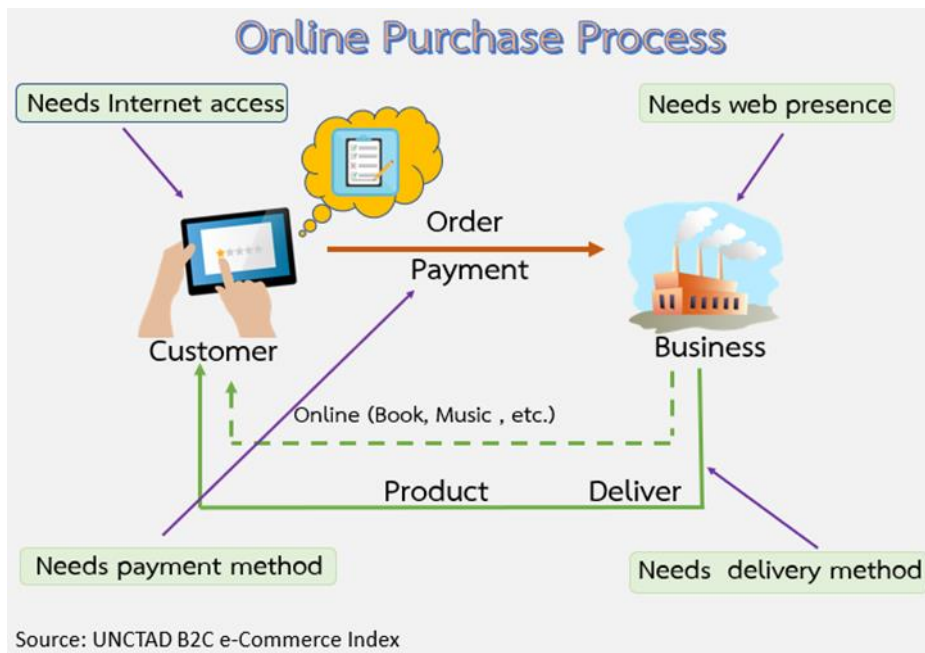 Online Purchase Process
Needs Internet access
Needs web presence
Order
Payment
Customer
Business
Online (Book, Music , etc.)
Product
Deliver
Needs payment method
Needs  delivery method
Source: UNCTAD B2C e-Commerce Index